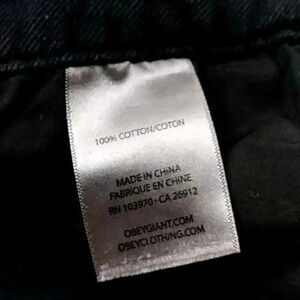 100% COTTON/COTON
MADE IN CHINA
FABRIQUE EN CHINE
RN 103970 · CA 26912
OBEYGIANT.COM
OBEYCLOTHING.COM